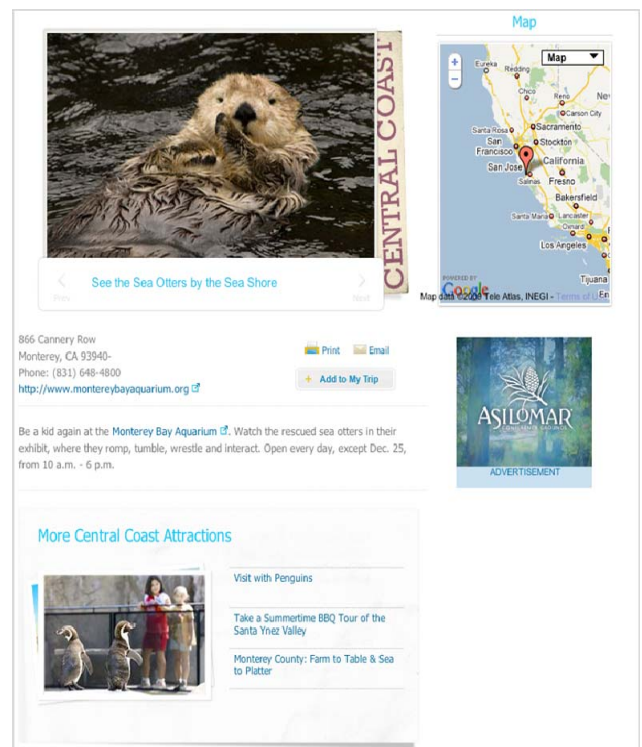 Map
CENTRAL COAST
See the Sea Otters by the Sea Shore
Prev
Next
+
−
Map
Eureka
Redding
Chico
Reno
Nev
Carson City
Santa Rosa
Sacramento
San Francisco
Stockton
San Jose
California
Salinas
Fresno
Bakersfield
Santa Maria
Lancaster
Oxnard
Los Angeles
Tijuana
En
POWERED BY
Google
Map data ©2009 Tele Atlas, INEGI - Terms of U
866 Cannery Row
Monterey, CA 93940-
Phone: (831) 648-4800
http://www.montereybayaquarium.org
Print
Email
+ Add to My Trip
Be a kid again at the Monterey Bay Aquarium. Watch the rescued sea otters in their
exhibit, where they romp, tumble, wrestle and interact. Open every day, except Dec. 25,
from 10 a.m. - 6 p.m.
ASILOMAR
ADVERTISEMENT
More Central Coast Attractions
Visit with Penguins
Take a Summertime BBQ Tour of the
Santa Ynez Valley
Monterey County: Farm to Table & Sea
to Platter